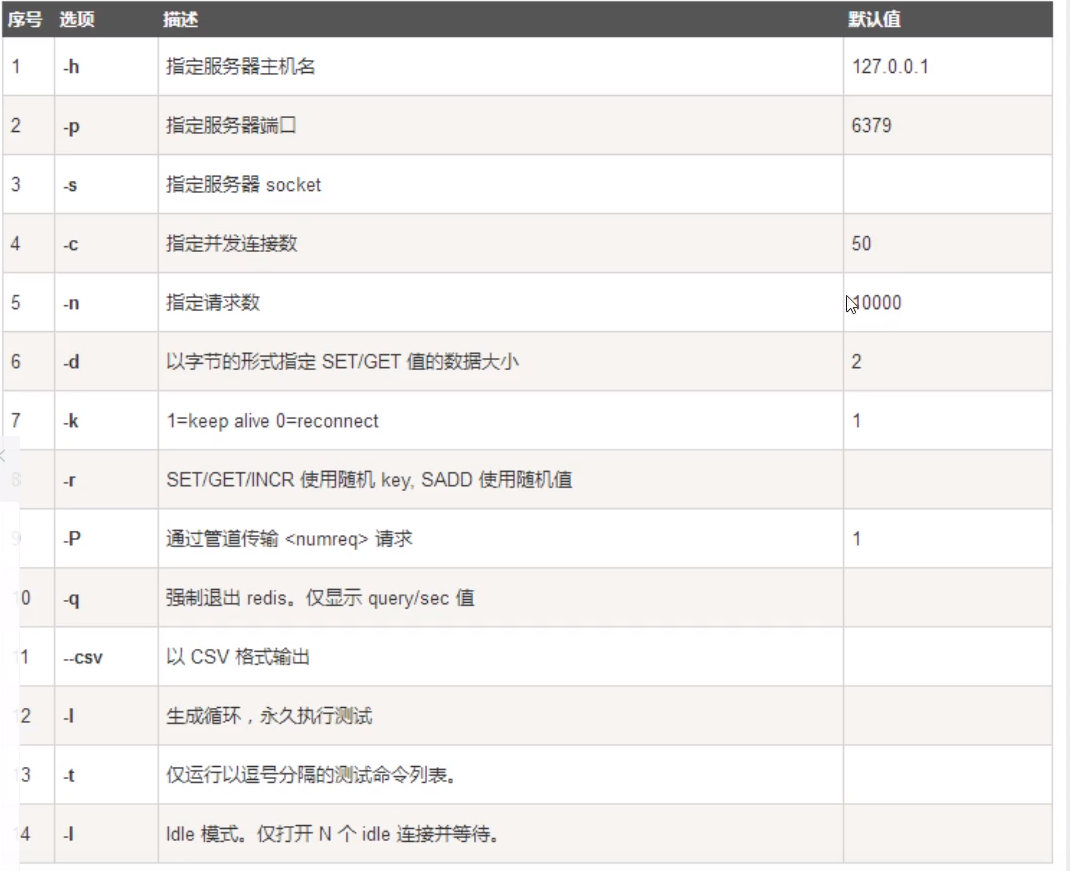 序号 选项 描述 默认值
1 -h 指定服务器主机名 127.0.0.1
2 -p 指定服务器端口 6379
3 -s 指定服务器 socket
4 -c 指定并发连接数 50
5 -n 指定请求数 10000
6 -d 以字节的形式指定 SET/GET 值的数据大小 2
7 -k 1=keep alive 0=reconnect 1
8 -r SET/GET/INCR 使用随机 key, SADD 使用随机值
9 -P 通过管道传输 <numreq> 请求 1
10 -q 强制退出 redis。仅显示 query/sec 值
11 --csv 以 CSV 格式输出
12 -l 生成循环，永久执行测试
13 -t 仅运行以逗号分隔的测试命令列表。
14 -I Idle 模式。仅打开 N 个 idle 连接并等待。